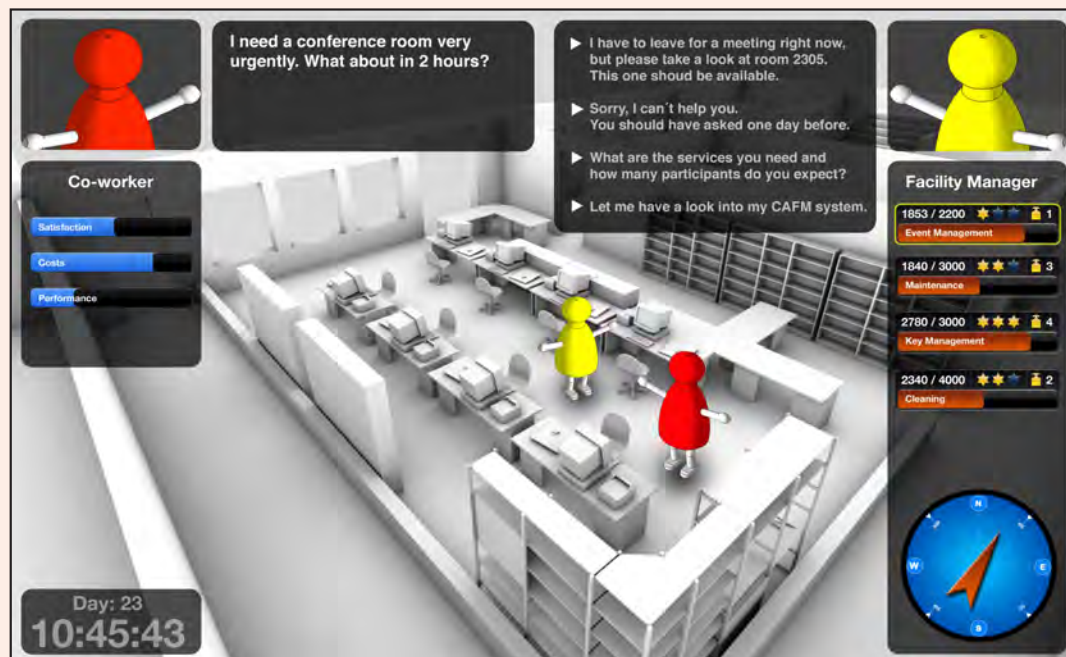 I need a conference room very
urgently. What about in 2 hours?
I have to leave for a meeting right now,
but please take a look at room 2305.
This one shoud be available.
Sorry, I can´t help you.
You should have asked one day before.
What are the services you need and
how many participants do you expect?
Let me have a look into my CAFM system.
Co-worker
Satisfaction
Costs
Performance
Facility Manager
1853 / 2200 1
Event Management
1840 / 3000 3
Maintenance
2780 / 3000 4
Key Management
2340 / 4000 2
Cleaning
N
W E
S
Day: 23
10:45:43